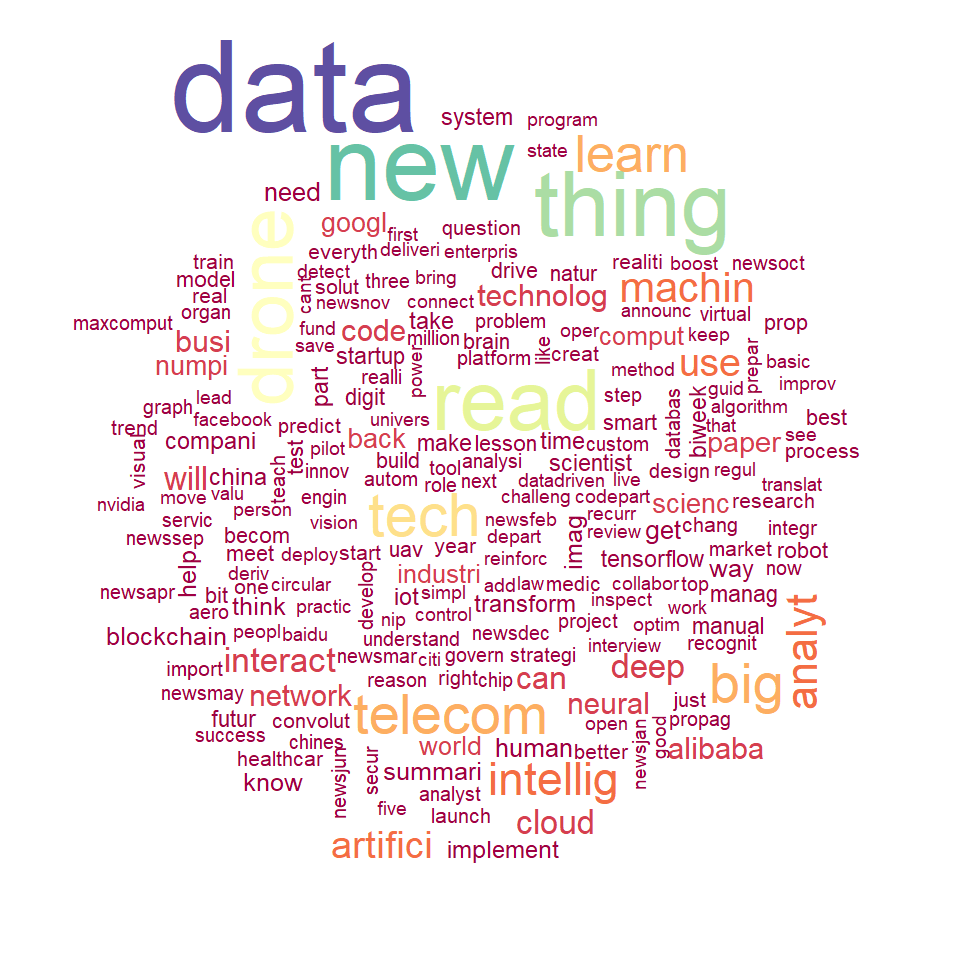 data
system program
new state learn
need thing
googl first question drone
everyth deliveri enterpris
train detect cant solut three bring drive natur realiti boost newsoct
model real newsnov connect technolog machin
organ fund code take problem oper announc virtual
maxcomput busi save million brain like comput keep prop
numpi startup platform creat use prepar basic
part realli power read method guid improv
lead digit step databas algorithm
graph facebook univers smart biweek that best
trend compani predict back make lesson time custom paper see
visual test pilot build scientist process
will china teach innov autom tool analysi design regul
move valu engin role next datadriven live translat
nvidia person challeng codepart scienc research
servic vision tech newsfeb recurr get chang integr
newssep becom depart review imag
help meet deploy start uav year reinforc tensorflow market robot
deriv industri way now
newsapr bit one circular develop iot simpl add law medic collabor top manag
aero think practic nip control transform inspect work analyt
blockchain peopl baidu understand newsdec project optim manual
interview recognit
import interact newsmar citi govern strategi deep big
newsmay network reason right chip can neural just
futur convolut telecom open propag
success chines world human better newsjan good alibaba
healthcar newsjun secur
know summari intellig
analyst
five launch cloud
artifici implement